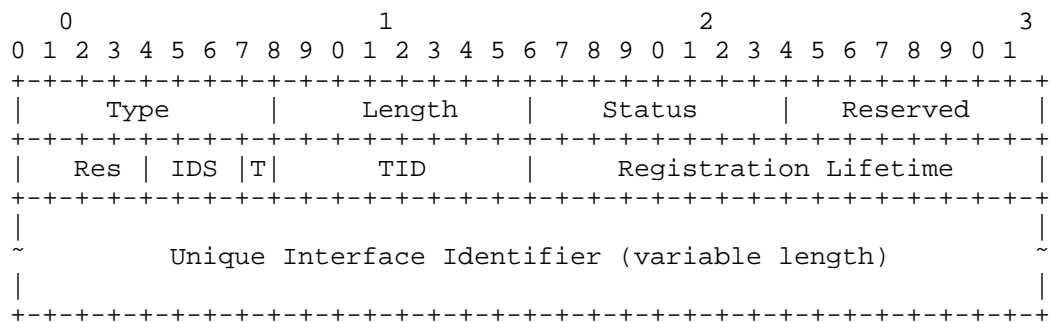 0                   1                   2                   3
0 1 2 3 4 5 6 7 8 9 0 1 2 3 4 5 6 7 8 9 0 1 2 3 4 5 6 7 8 9 0 1
+-+-+-+-+-+-+-+-+-+-+-+-+-+-+-+-+-+-+-+-+-+-+-+-+-+-+-+-+-+-+-+-+
|     Type      |     Length    |    Status     |   Reserved    |
+-+-+-+-+-+-+-+-+-+-+-+-+-+-+-+-+-+-+-+-+-+-+-+-+-+-+-+-+-+-+-+-+
|   Res | IDS |T|      TID      |     Registration Lifetime     |
+-+-+-+-+-+-+-+-+-+-+-+-+-+-+-+-+-+-+-+-+-+-+-+-+-+-+-+-+-+-+-+-+
|                                                               |
~         Unique Interface Identifier (variable length)         ~
|                                                               |
+-+-+-+-+-+-+-+-+-+-+-+-+-+-+-+-+-+-+-+-+-+-+-+-+-+-+-+-+-+-+-+-+